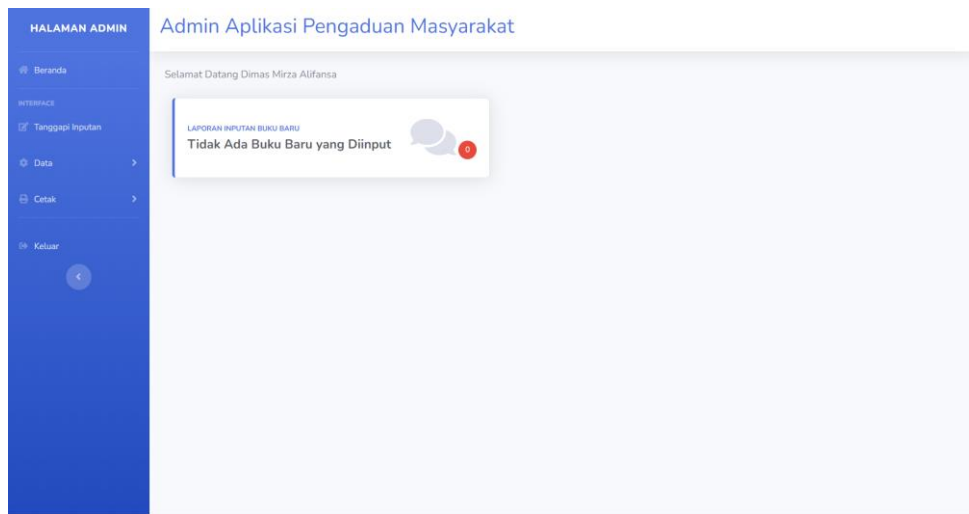 HALAMAN ADMIN
Beranda
INTERFACE
Tanggapi Inputan
Data
Cetak
Keluar
Admin Aplikasi Pengaduan Masyarakat
Selamat Datang Dimas Mirza Alifansa
LAPORAN INPUTAN BUKU BARU
Tidak Ada Buku Baru yang Diinput
0